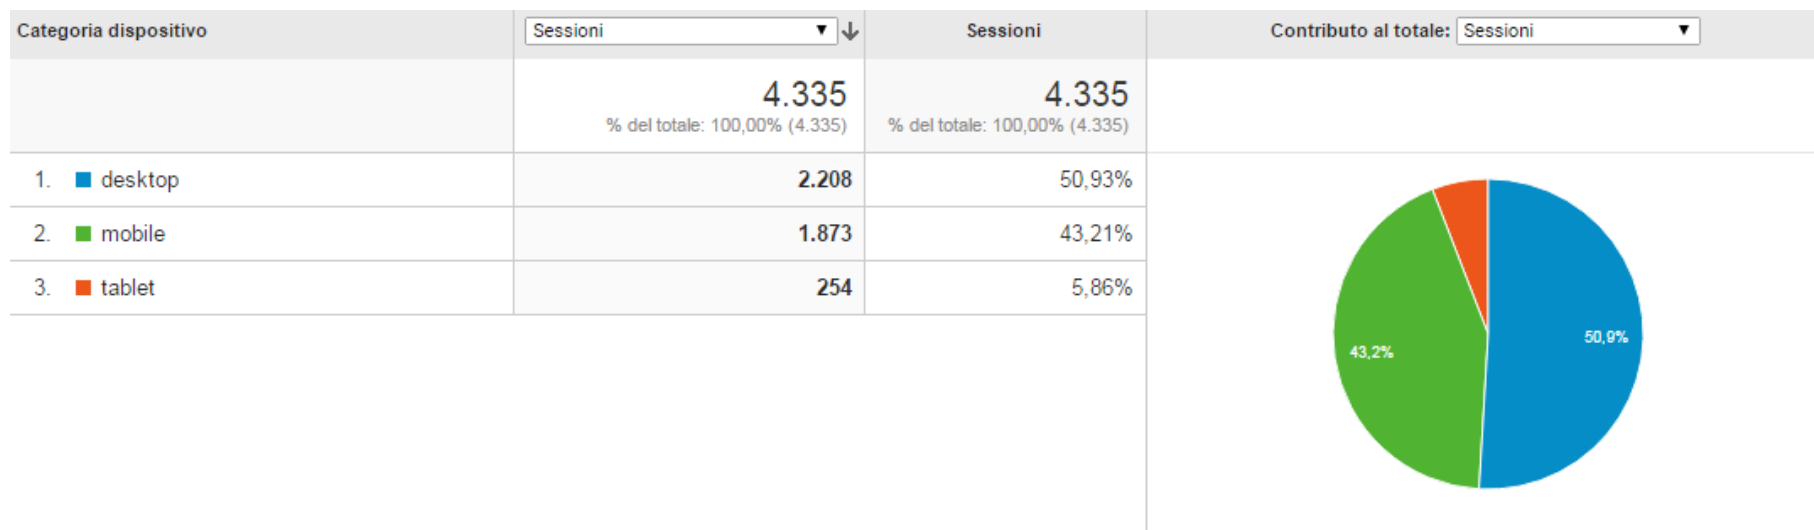 Categoria dispositivo Sessioni Sessioni Contributo al totale: Sessioni
4.335 4.335
% del totale: 100,00% (4.335) % del totale: 100,00% (4.335)
1. desktop 2.208 50,93%
2. mobile 1.873 43,21%
3. tablet 254 5,86%
50,9%
43,2%